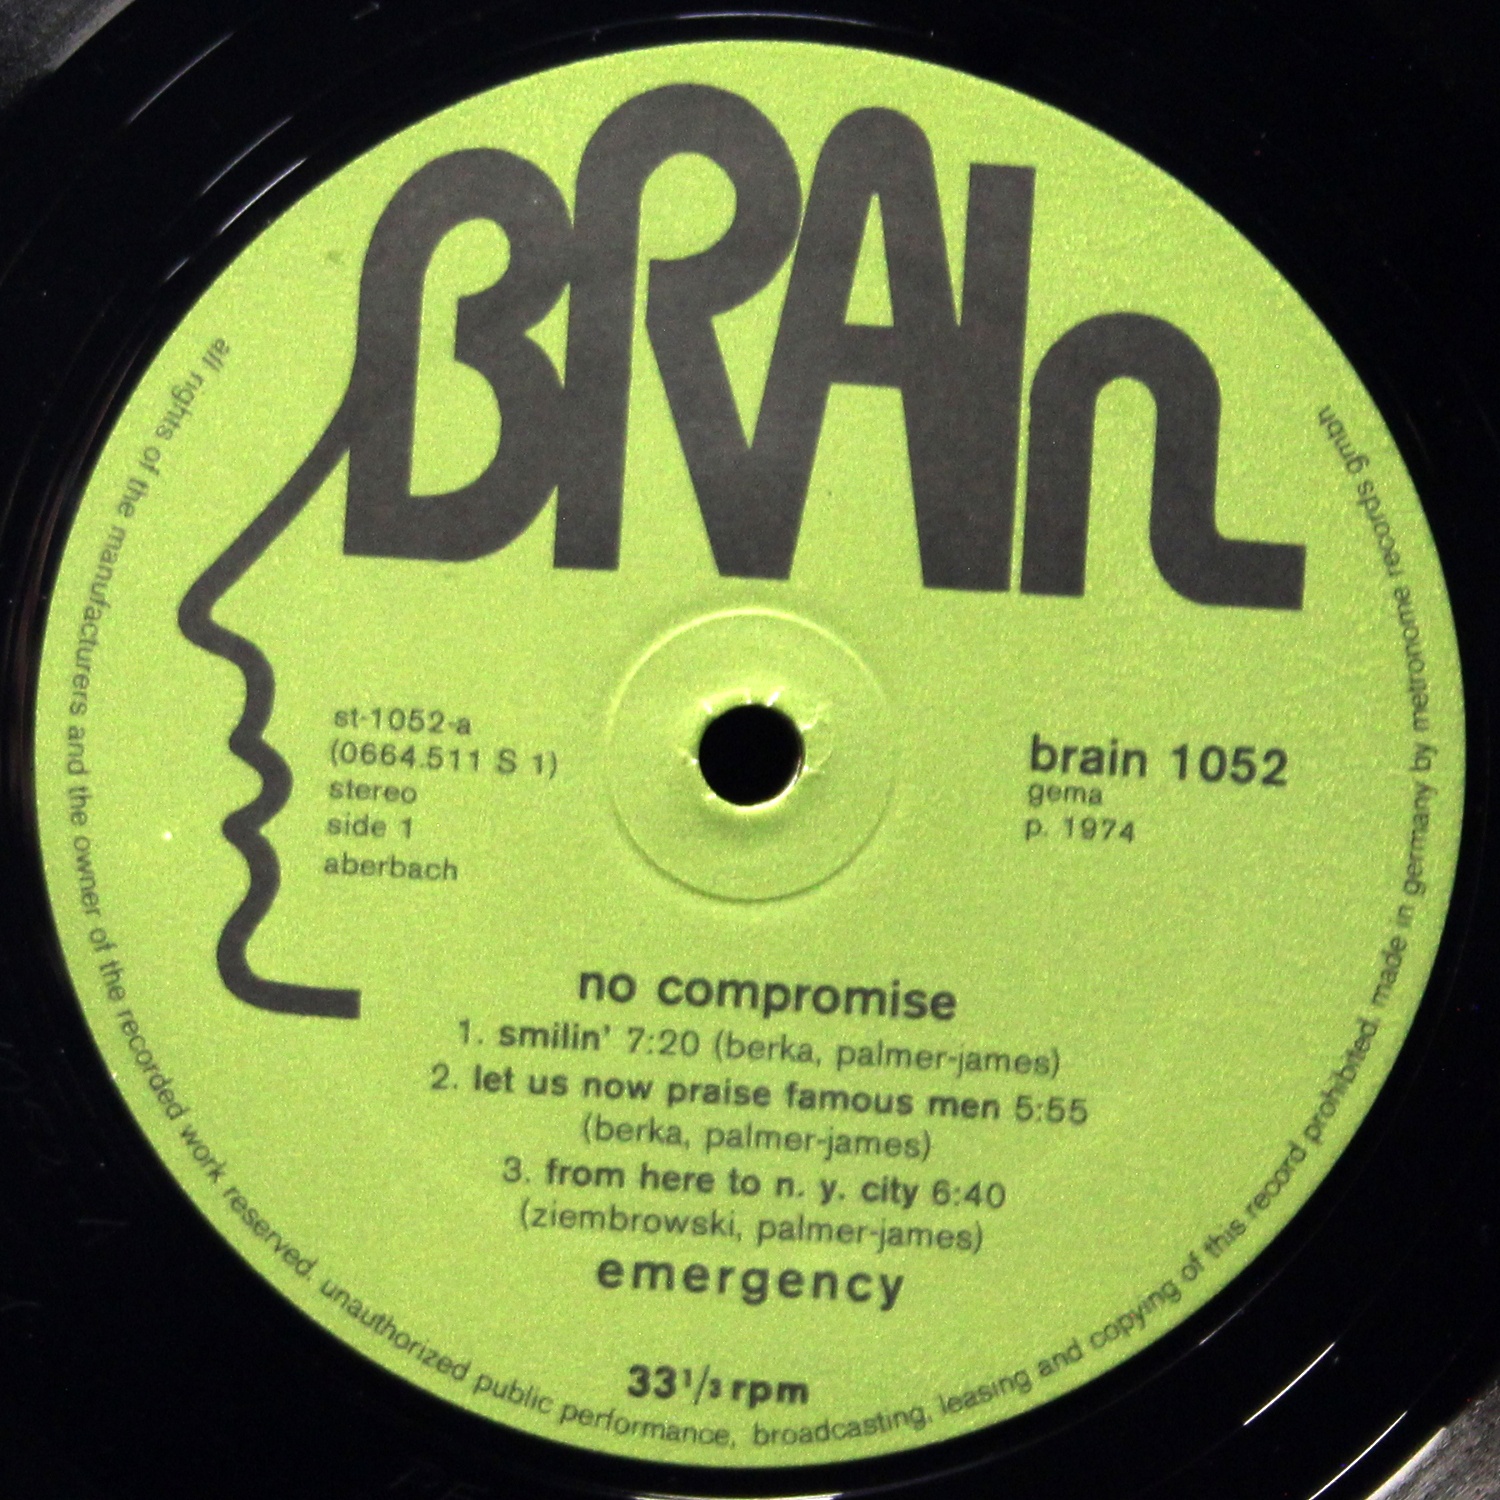 BRAIn
st-1052-a
(0664.511 S 1)
stereo
side 1
aberbach
brain 1052
gema
p. 1974
no compromise
1. smilin' 7:20 (berka, palmer-james)
2. let us now praise famous men 5:55
(berka, palmer-james)
3. from here to n. y. city 6:40
(ziembrowski, palmer-james)
emergency
33 1/3 rpm
all rights of the manufacturers and the owner of the recorded work reserved. unauthorized public performance, broadcasting, leasing and copying of this record prohibited. made in germany by metronome records gmbh